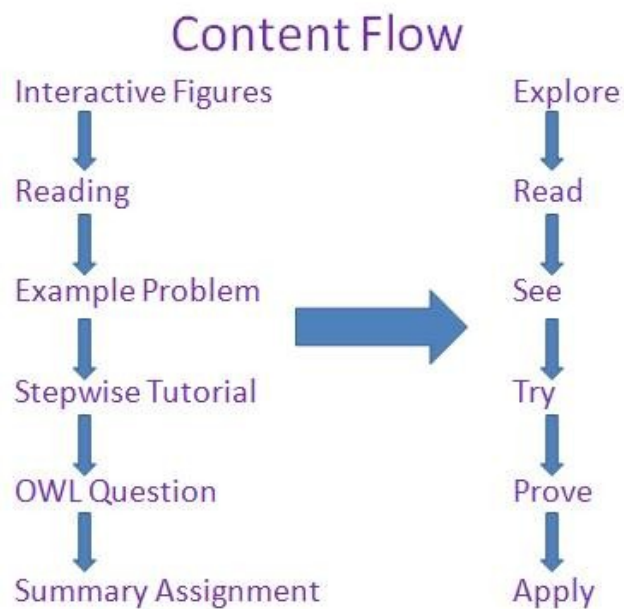 Content Flow
Interactive Figures
Reading
Example Problem
Stepwise Tutorial
OWL Question
Summary Assignment
Explore
Read
See
Try
Prove
Apply